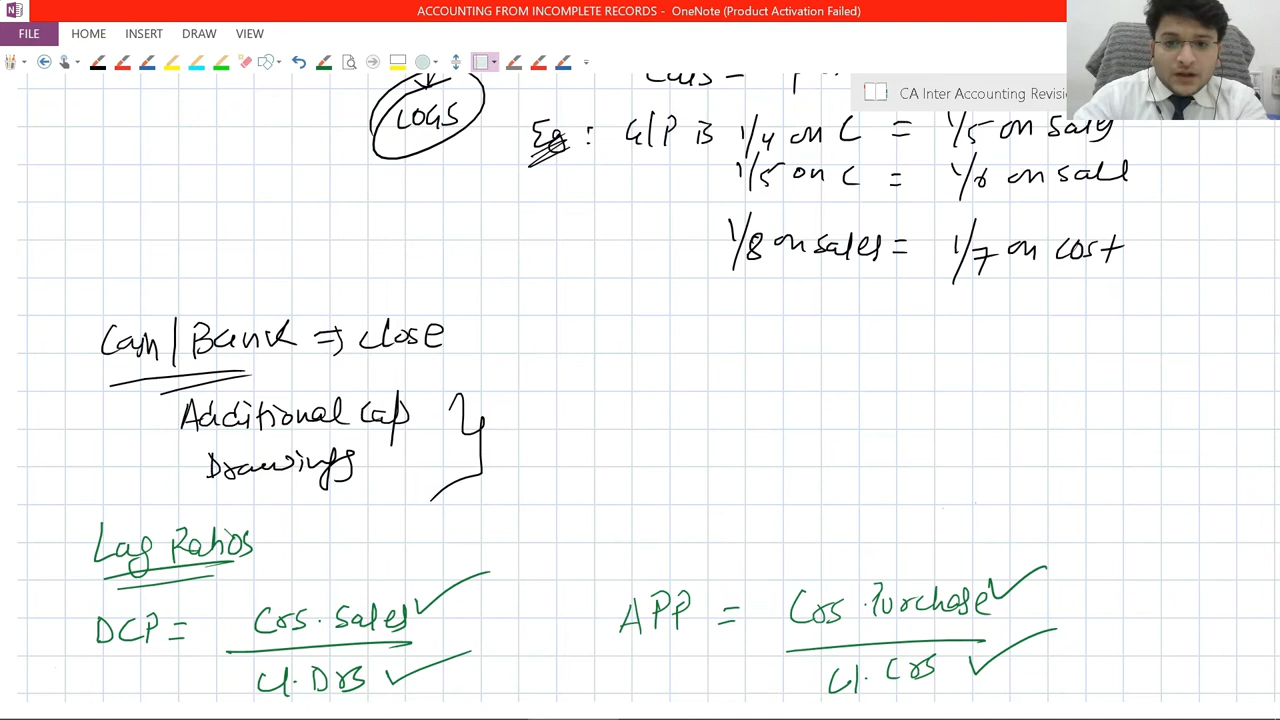 ACCOUNTING FROM INCOMPLETE RECORDS - OneNote (Product Activation Failed)
FILE HOME INSERT DRAW VIEW
CA Inter Accounting Revisi
COGS
Eg : G/P is 1/4 on C = 1/5 on Sales
1/5 on C = 1/6 on sale
1/8 on sales = 1/7 on cost
Cash/Bank ⇒ close
Additional Cap
Drawings
Lag Ratios
DCP = Crs. Sales ✓
Cl. Drs ✓
APP = Crs. Purchase ✓
Cl. Crs ✓